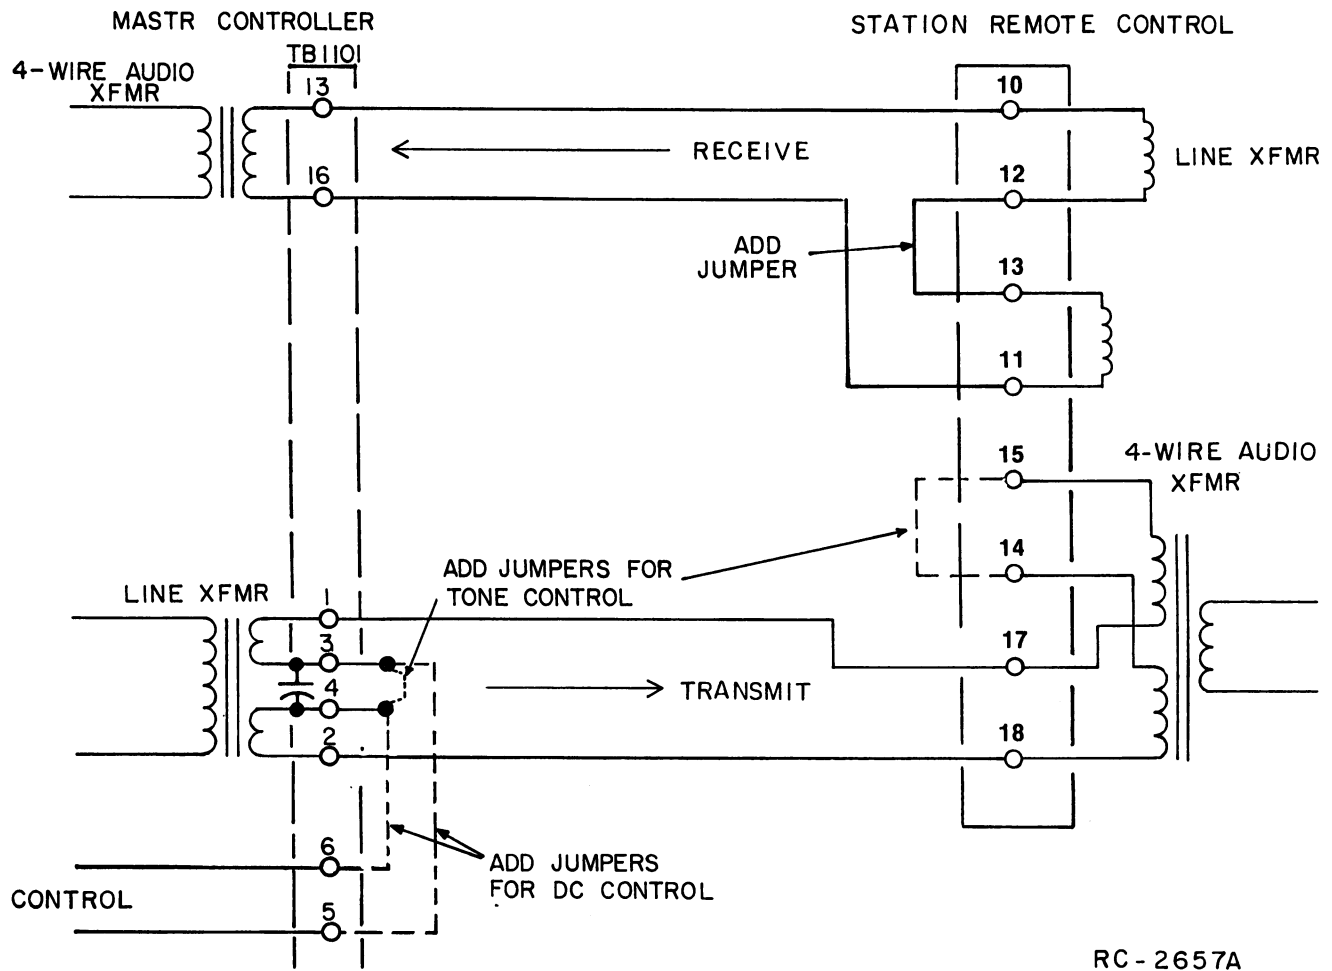 MASTR CONTROLLER
TB1101
STATION REMOTE CONTROL
4-WIRE AUDIO
XFMR
13
10
RECEIVE
LINE XFMR
16
12
ADD
JUMPER
13
11
15
4-WIRE AUDIO
XFMR
14
ADD JUMPERS FOR
TONE CONTROL
LINE XFMR
1
3
17
4
TRANSMIT
2
18
6
ADD JUMPERS
FOR DC CONTROL
CONTROL
5
RC-2657A